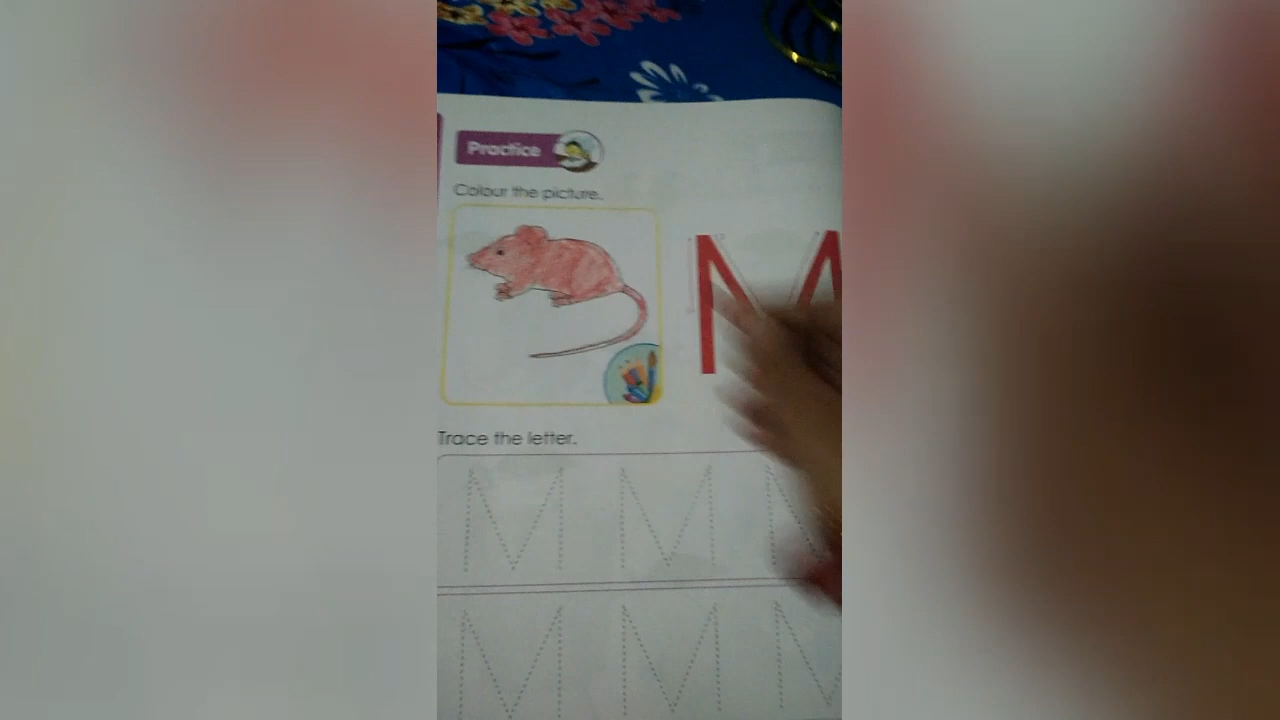 Practice
Colour the picture.
M
Trace the letter.
M M M
M M M